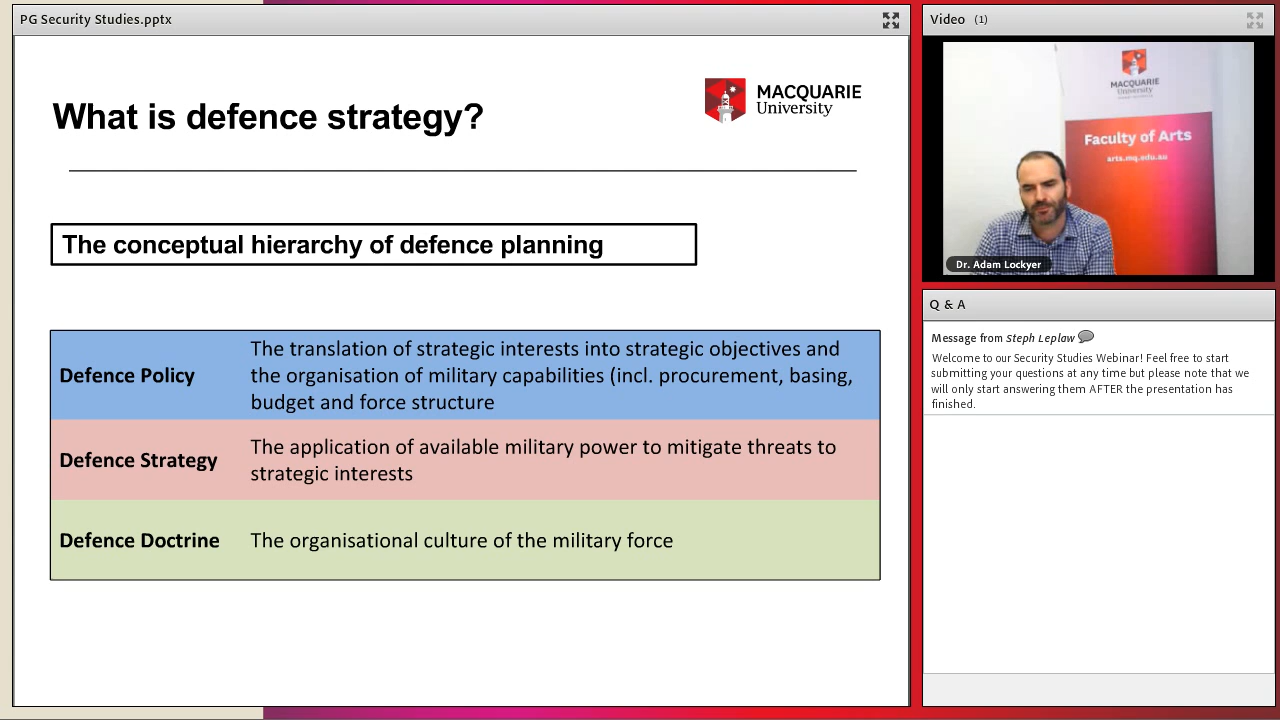 PG Security Studies.pptx
What is defence strategy?
MACQUARIE
University
The conceptual hierarchy of defence planning
Defence Policy
The translation of strategic interests into strategic objectives and
the organisation of military capabilities (incl. procurement, basing,
budget and force structure
Defence Strategy
The application of available military power to mitigate threats to
strategic interests
Defence Doctrine
The organisational culture of the military force
Video (1)
MACQUARIE
University
Faculty of Arts
arts.mq.edu.au
Dr. Adam Lockyer
Q & A
Message from Steph Leplaw
Welcome to our Security Studies Webinar! Feel free to start
submitting your questions at any time but please note that we
will only start answering them AFTER the presentation has
finished.